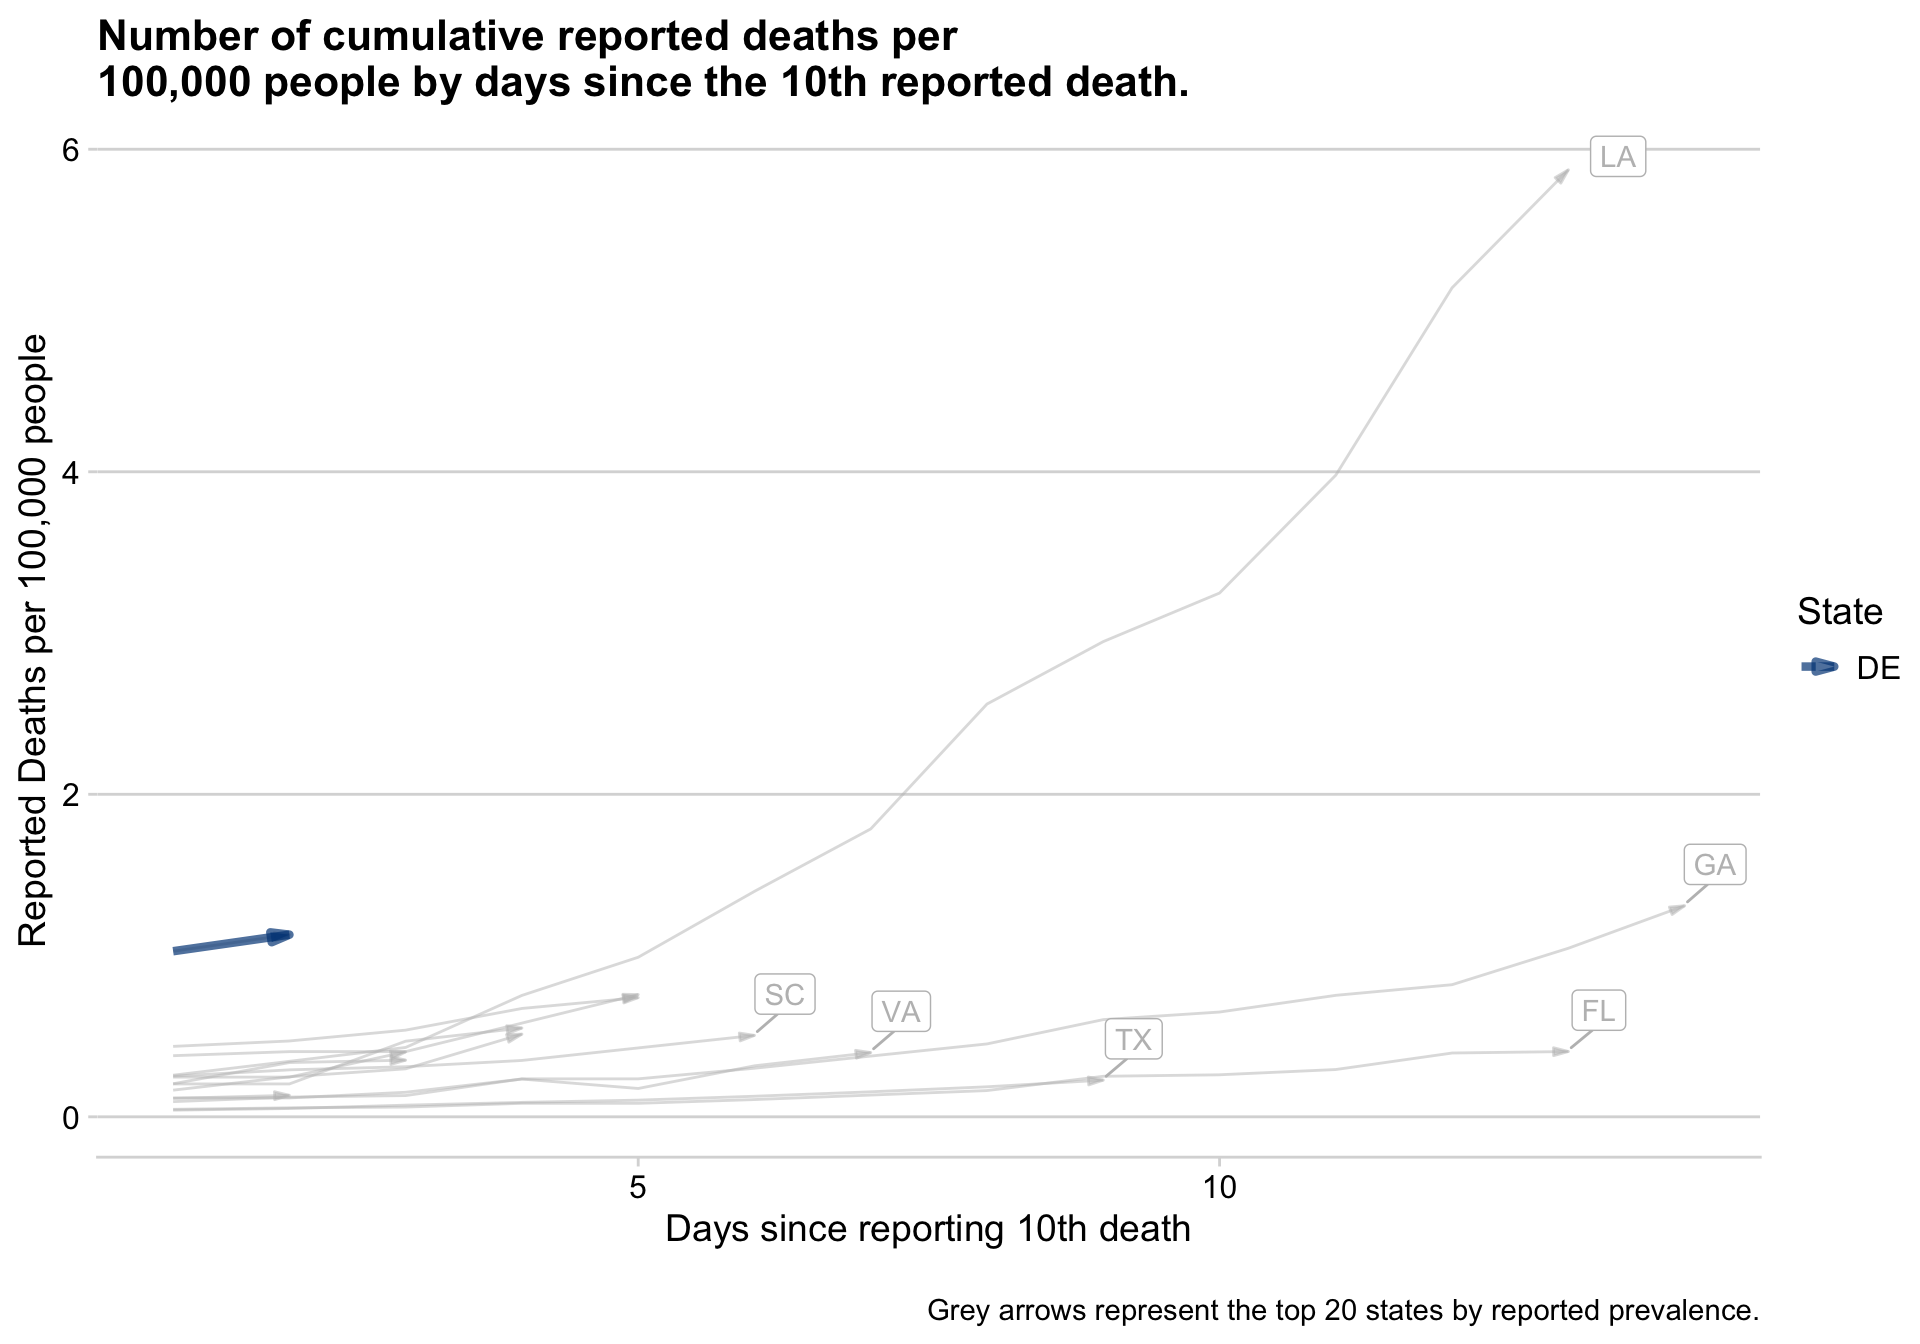 Number of cumulative reported deaths per
100,000 people by days since the 10th reported death.
Reported Deaths per 100,000 people
6
4
2
0
LA
GA
SC
VA
TX
FL
State
DE
5
10
Days since reporting 10th death
Grey arrows represent the top 20 states by reported prevalence.